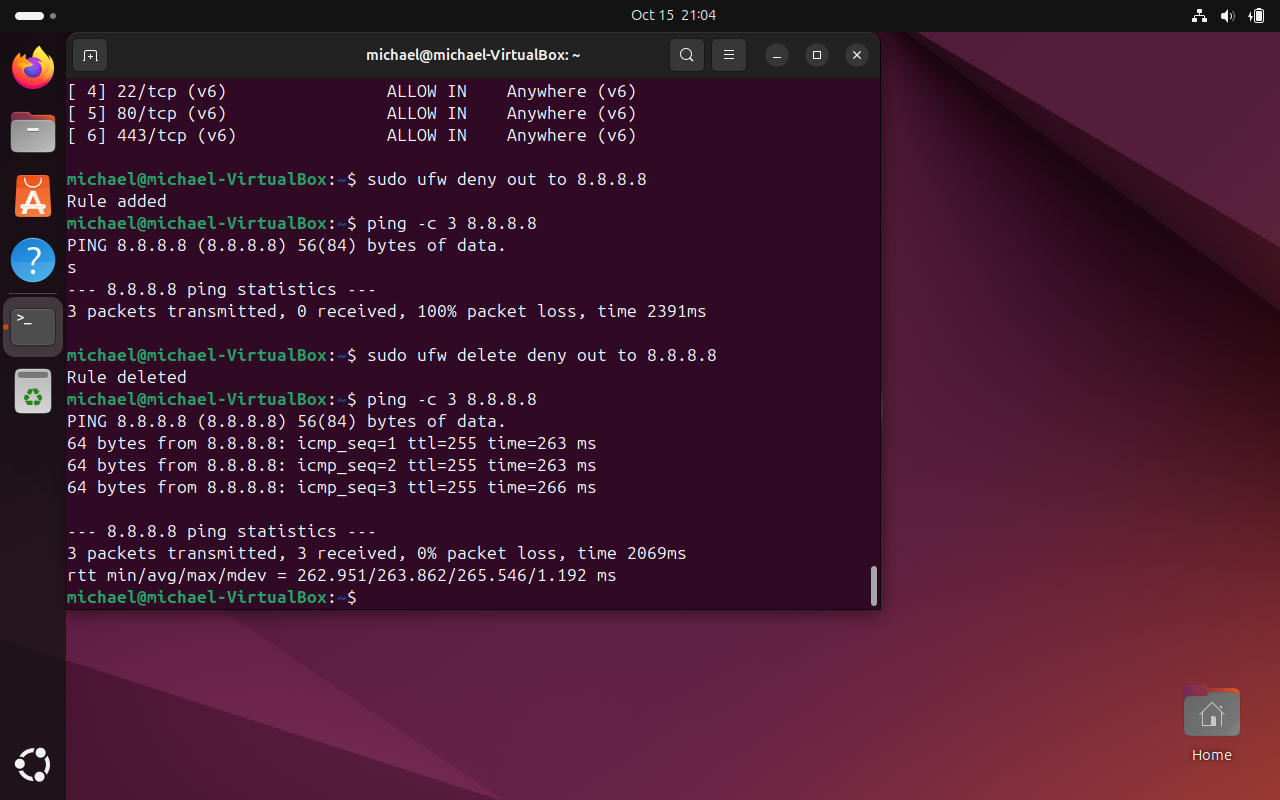 Oct 15 21:04
michael@michael-VirtualBox: ~
[ 4] 22/tcp (v6)                ALLOW IN    Anywhere (v6)
[ 5] 80/tcp (v6)                ALLOW IN    Anywhere (v6)
[ 6] 443/tcp (v6)               ALLOW IN    Anywhere (v6)
michael@michael-VirtualBox:~$ sudo ufw deny out to 8.8.8.8
Rule added
michael@michael-VirtualBox:~$ ping -c 3 8.8.8.8
PING 8.8.8.8 (8.8.8.8) 56(84) bytes of data.
s
--- 8.8.8.8 ping statistics ---
3 packets transmitted, 0 received, 100% packet loss, time 2391ms
michael@michael-VirtualBox:~$ sudo ufw delete deny out to 8.8.8.8
Rule deleted
michael@michael-VirtualBox:~$ ping -c 3 8.8.8.8
PING 8.8.8.8 (8.8.8.8) 56(84) bytes of data.
64 bytes from 8.8.8.8: icmp_seq=1 ttl=255 time=263 ms
64 bytes from 8.8.8.8: icmp_seq=2 ttl=255 time=263 ms
64 bytes from 8.8.8.8: icmp_seq=3 ttl=255 time=266 ms
--- 8.8.8.8 ping statistics ---
3 packets transmitted, 3 received, 0% packet loss, time 2069ms
rtt min/avg/max/mdev = 262.951/263.862/265.546/1.192 ms
michael@michael-VirtualBox:~$
Home